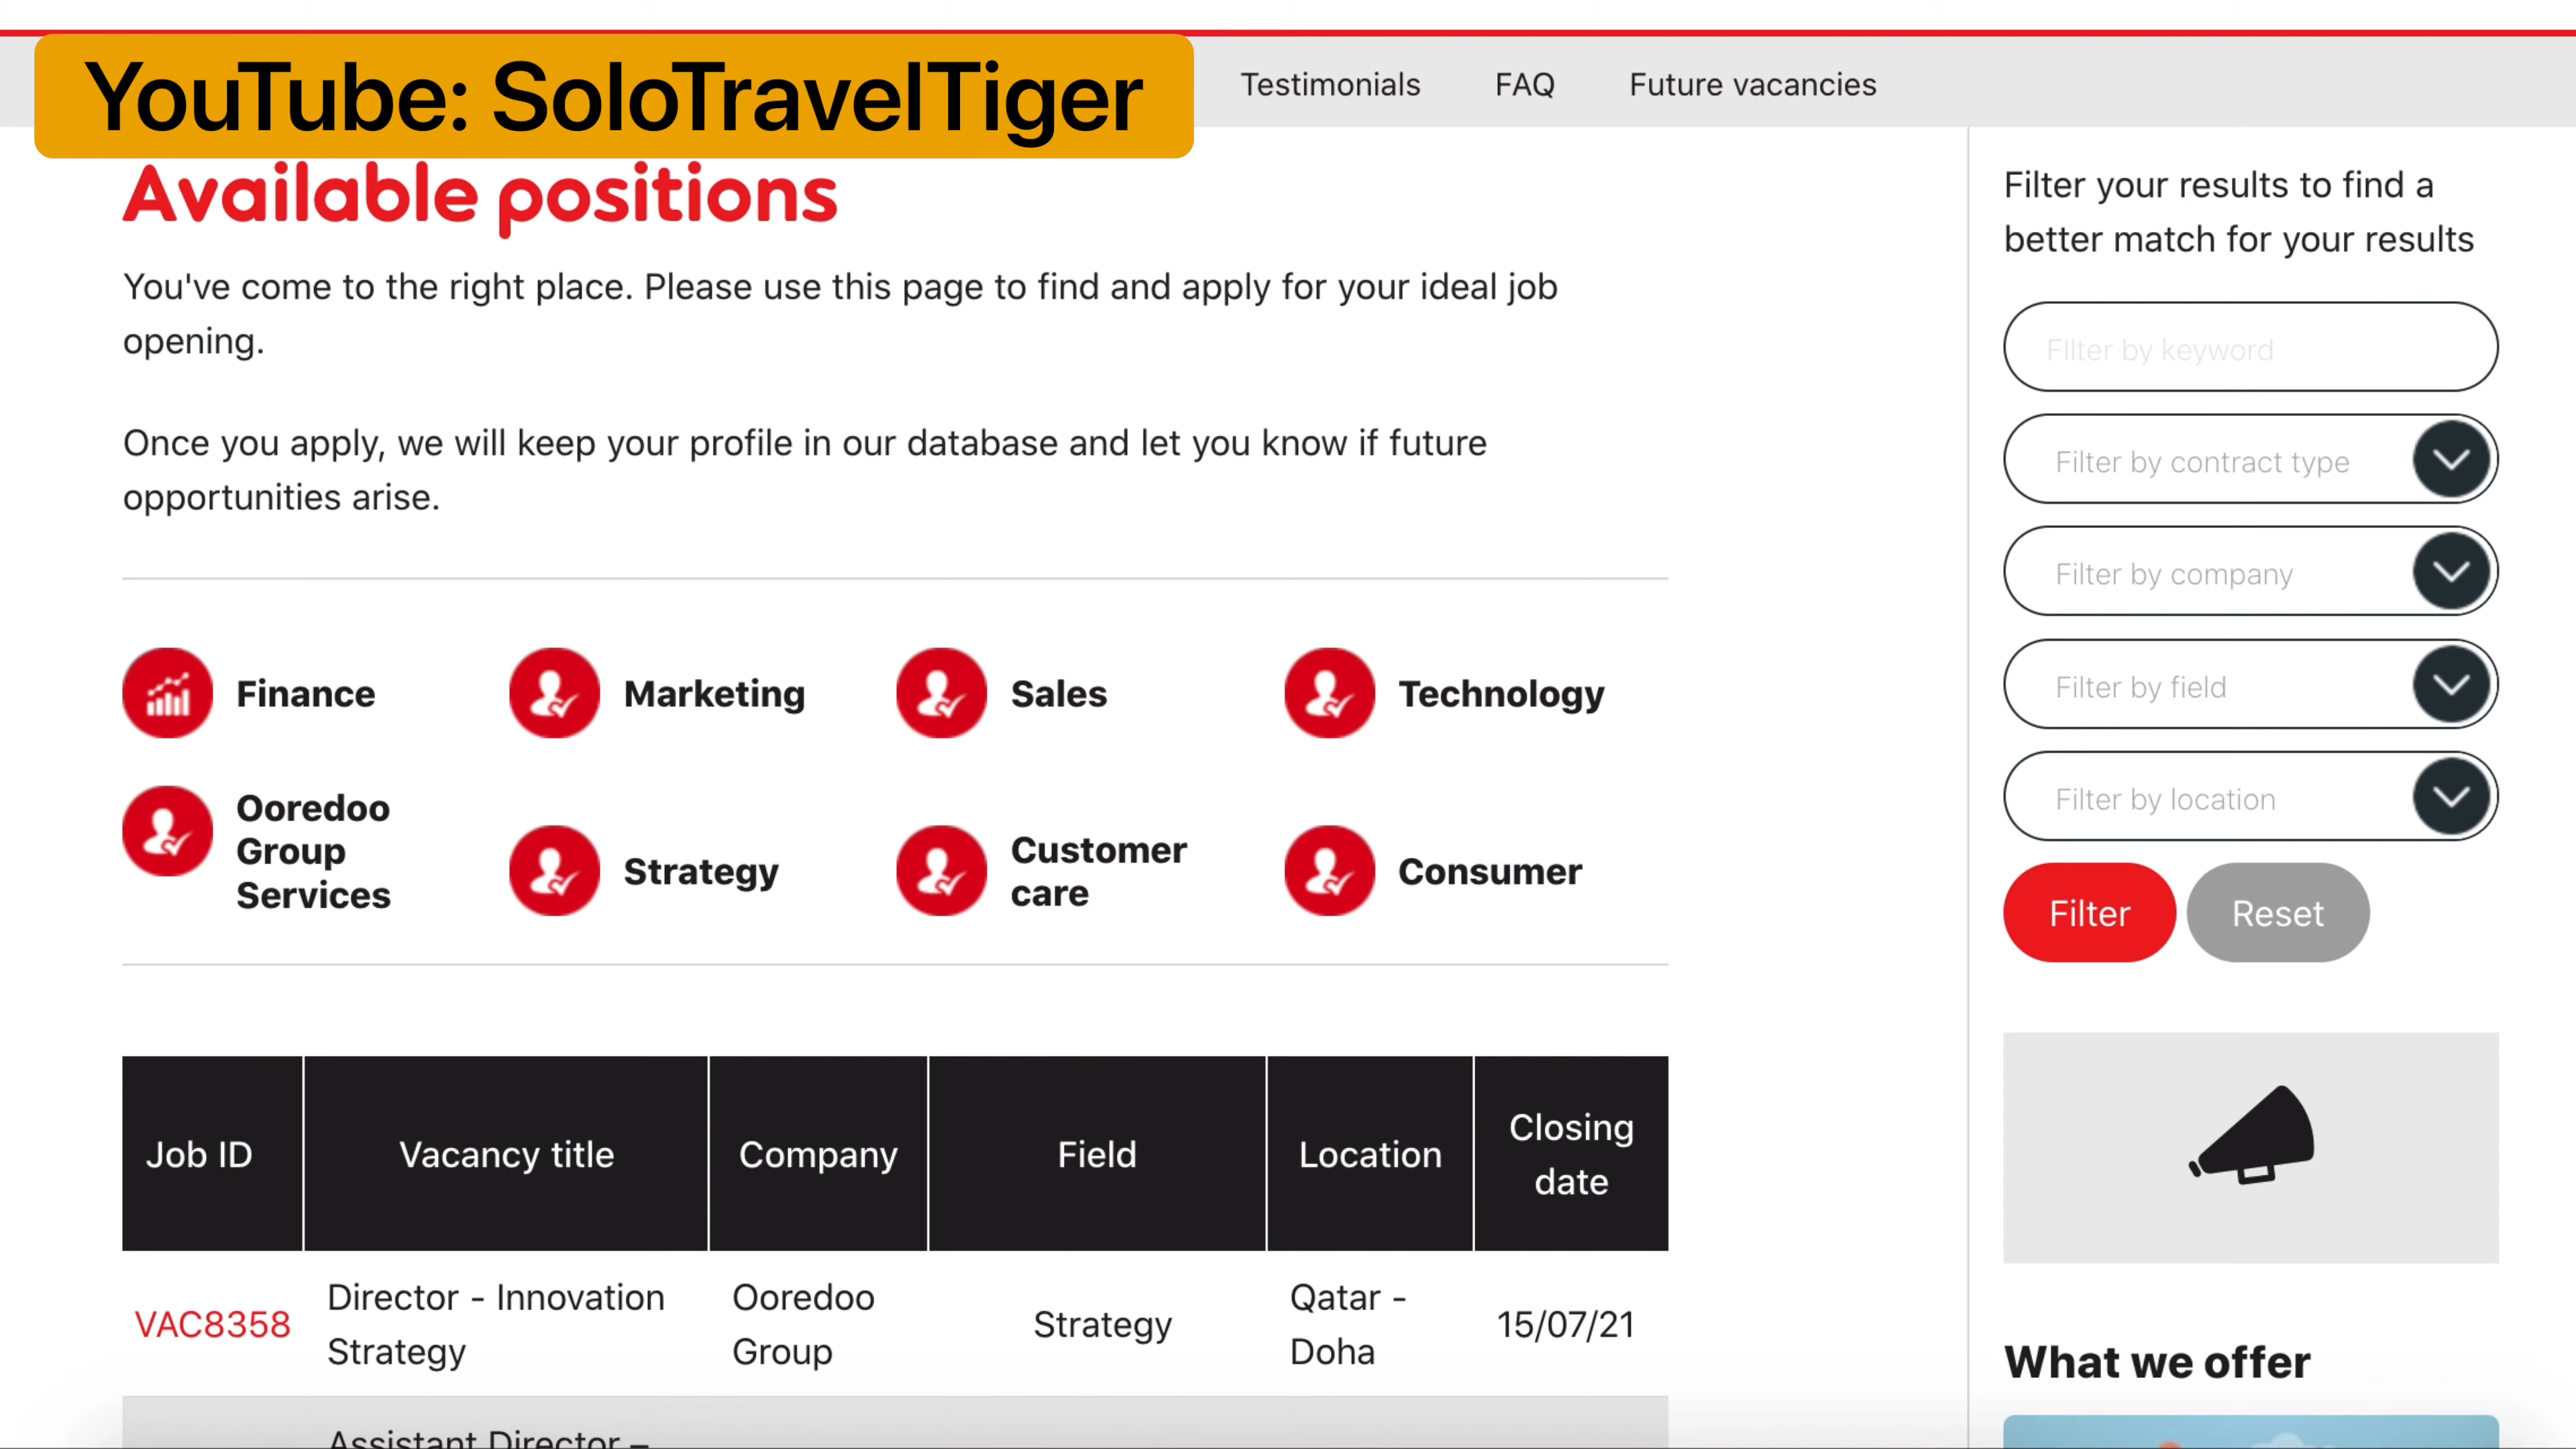 YouTube: SoloTravelTiger
Testimonials
FAQ
Future vacancies
Available positions
You've come to the right place. Please use this page to find and apply for your ideal job
opening.
Once you apply, we will keep your profile in our database and let you know if future
opportunities arise.
Finance
Marketing
Sales
Technology
Ooredoo
Group
Services
Strategy
Customer
care
Consumer
Job ID
Vacancy title
Company
Field
Location
Closing
date
VAC8358
Director - Innovation
Strategy
Ooredoo
Group
Strategy
Qatar -
Doha
15/07/21
Assistant Director –
Filter your results to find a
better match for your results
FIlter by keyword
Filter by contract type
Filter by company
Filter by field
Filter by location
Filter
Reset
What we offer